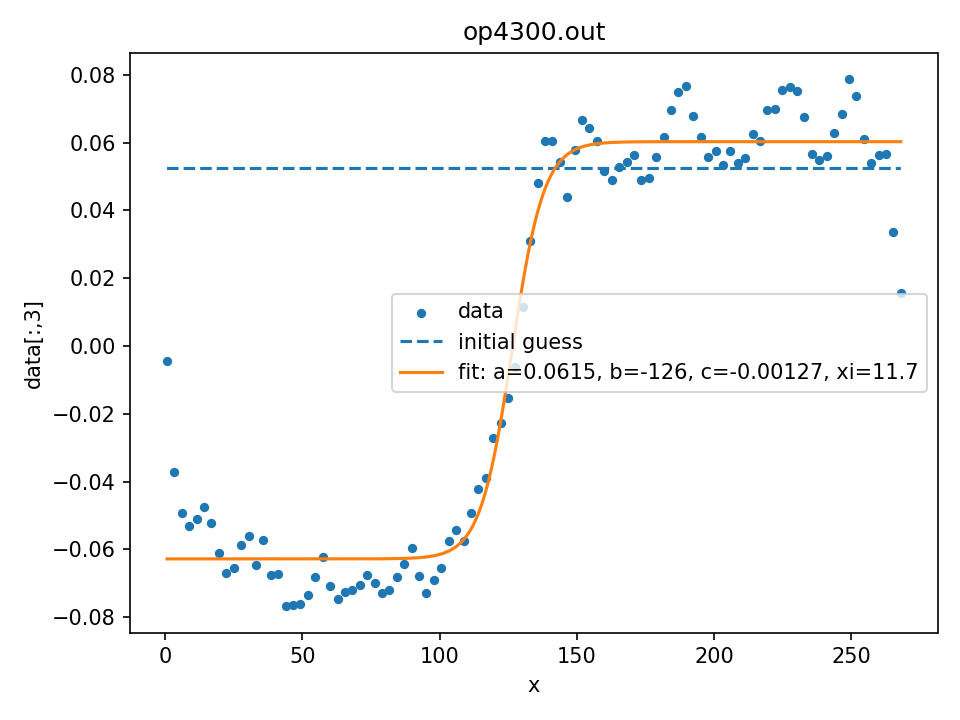 op4300.out
0.08
0.06
0.04
0.02
0.00
−0.02
−0.04
−0.06
−0.08
data[:,3]
data
initial guess
fit: a=0.0615, b=-126, c=-0.00127, xi=11.7
0 50 100 150 200 250
x